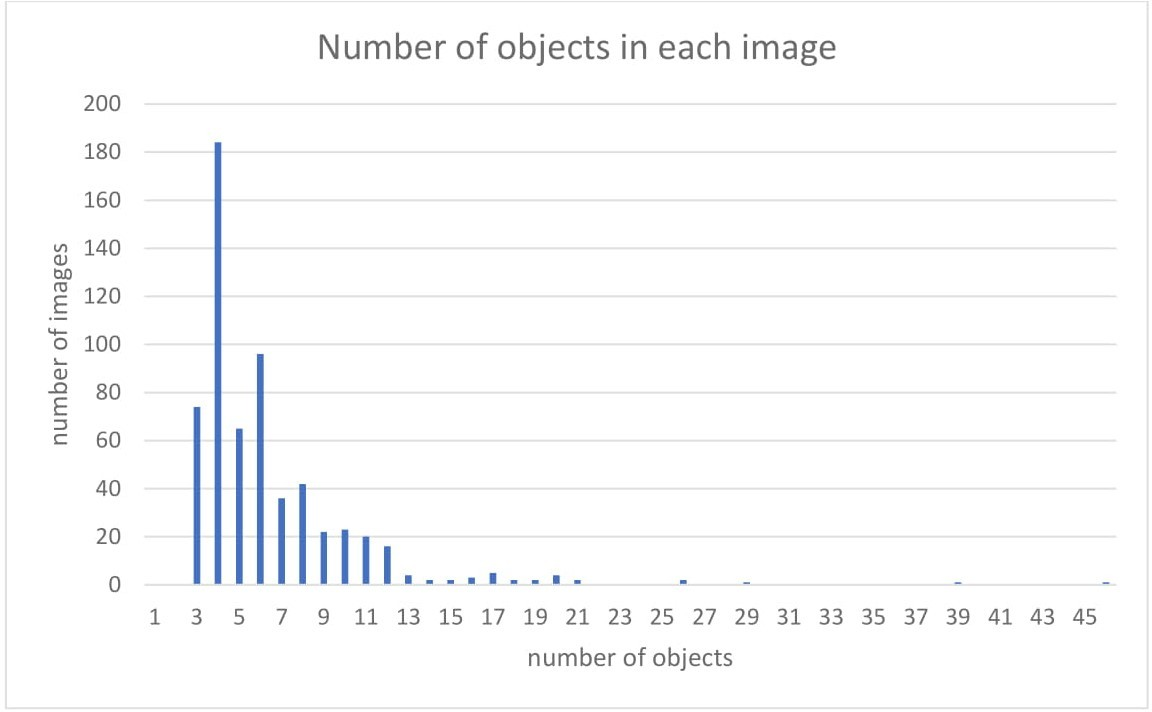 Number of objects in each image
200
180
160
140
120
100
80
60
40
20
0
number of images
1 3 5 7 9 11 13 15 17 19 21 23 25 27 29 31 33 35 37 39 41 43 45
number of objects